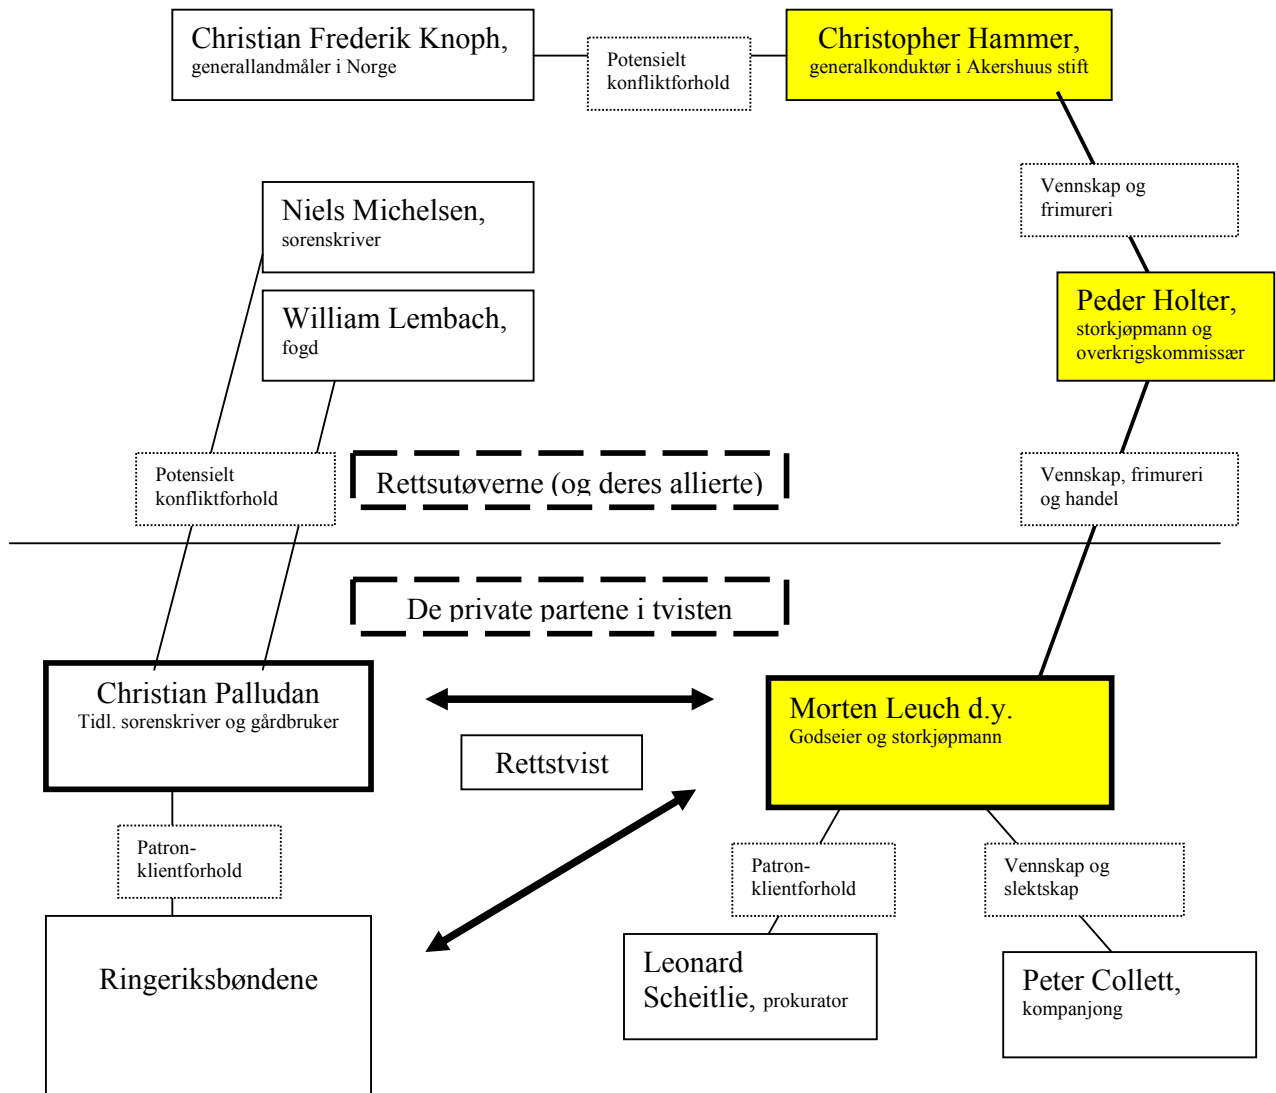 Christian Frederik Knoph,
generallandmåler i Norge
Potensielt
konfliktforhold
Christopher Hammer,
generalkonduktør i Akershuus stift
Vennskap og
frimureri
Niels Michelsen,
sorenskriver
William Lembach,
fogd
Peder Holter,
storkjøpmann og
overkrigskommissær
Potensielt
konfliktforhold
Rettsutøverne (og deres allierte)
Vennskap, frimureri
og handel
De private partene i tvisten
Christian Palludan
Tidl. sorenskriver og gårdbruker
Morten Leuch d.y.
Godseier og storkjøpmann
Rettstvist
Patron-
klientforhold
Patron-
klientforhold
Vennskap og
slektskap
Ringeriksbøndene
Leonard
Scheitlie, prokurator
Peter Collett,
kompanjong